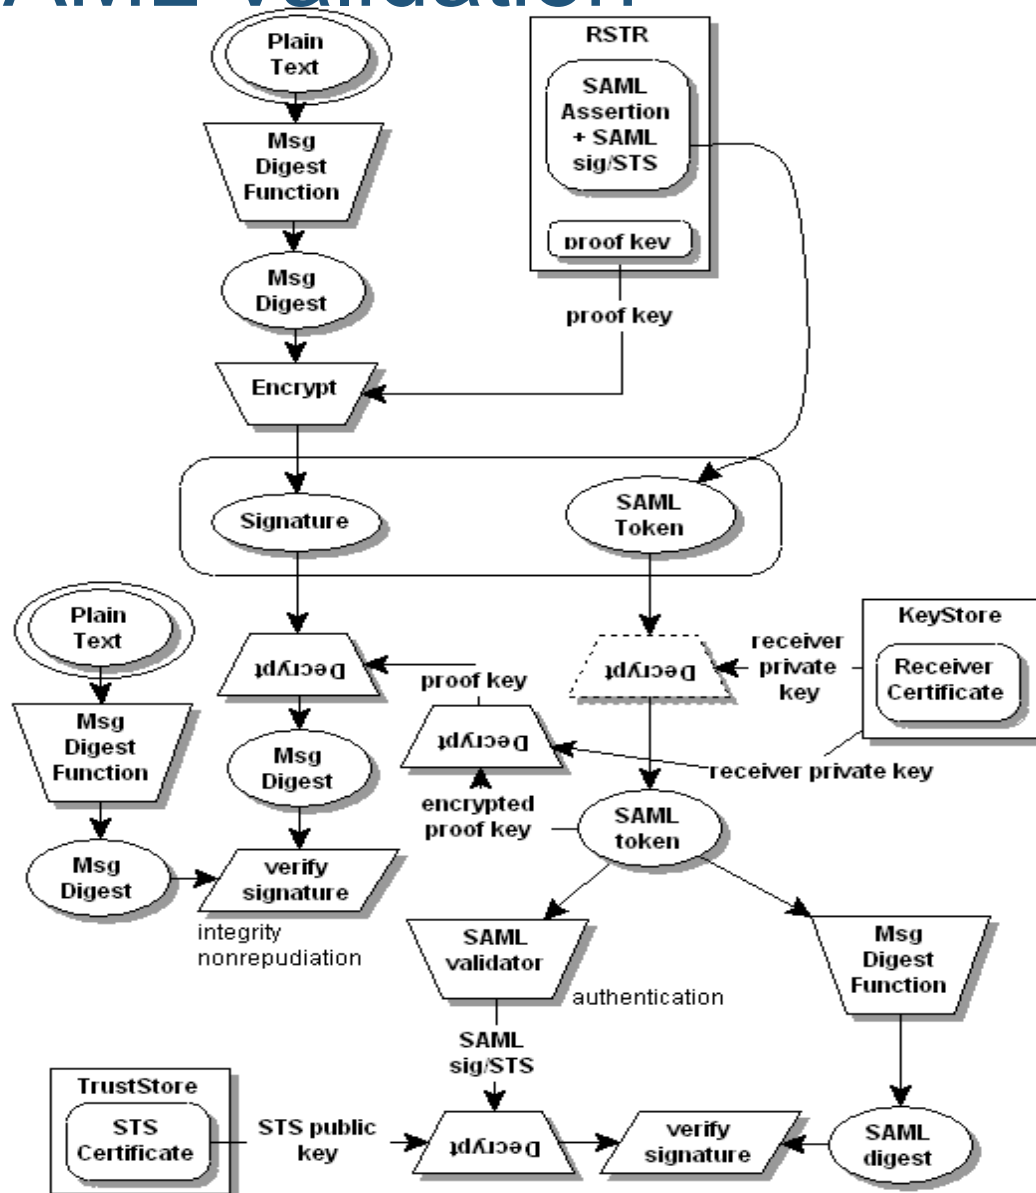 AML validation
Plain
Text
RSTR
SAML
Assertion
+ SAML
sig/STS
Msg
Digest
Function
proof key
Msg
Digest
proof key
Encrypt
Signature
SAML
Token
Plain
Text
KeyStore
Receiver
Certificate
receiver
private
key
Decrypt
Decrypt
proof key
Msg
Digest
Function
Decrypt
Msg
Digest
receiver private key
encrypted
proof key
SAML
token
Msg
Digest
verify
signature
integrity
nonrepudiation
SAML
validator
authentication
Msg
Digest
Function
SAML
sig/STS
TrustStore
STS
Certificate
STS public
key
Decrypt
verify
signature
SAML
digest